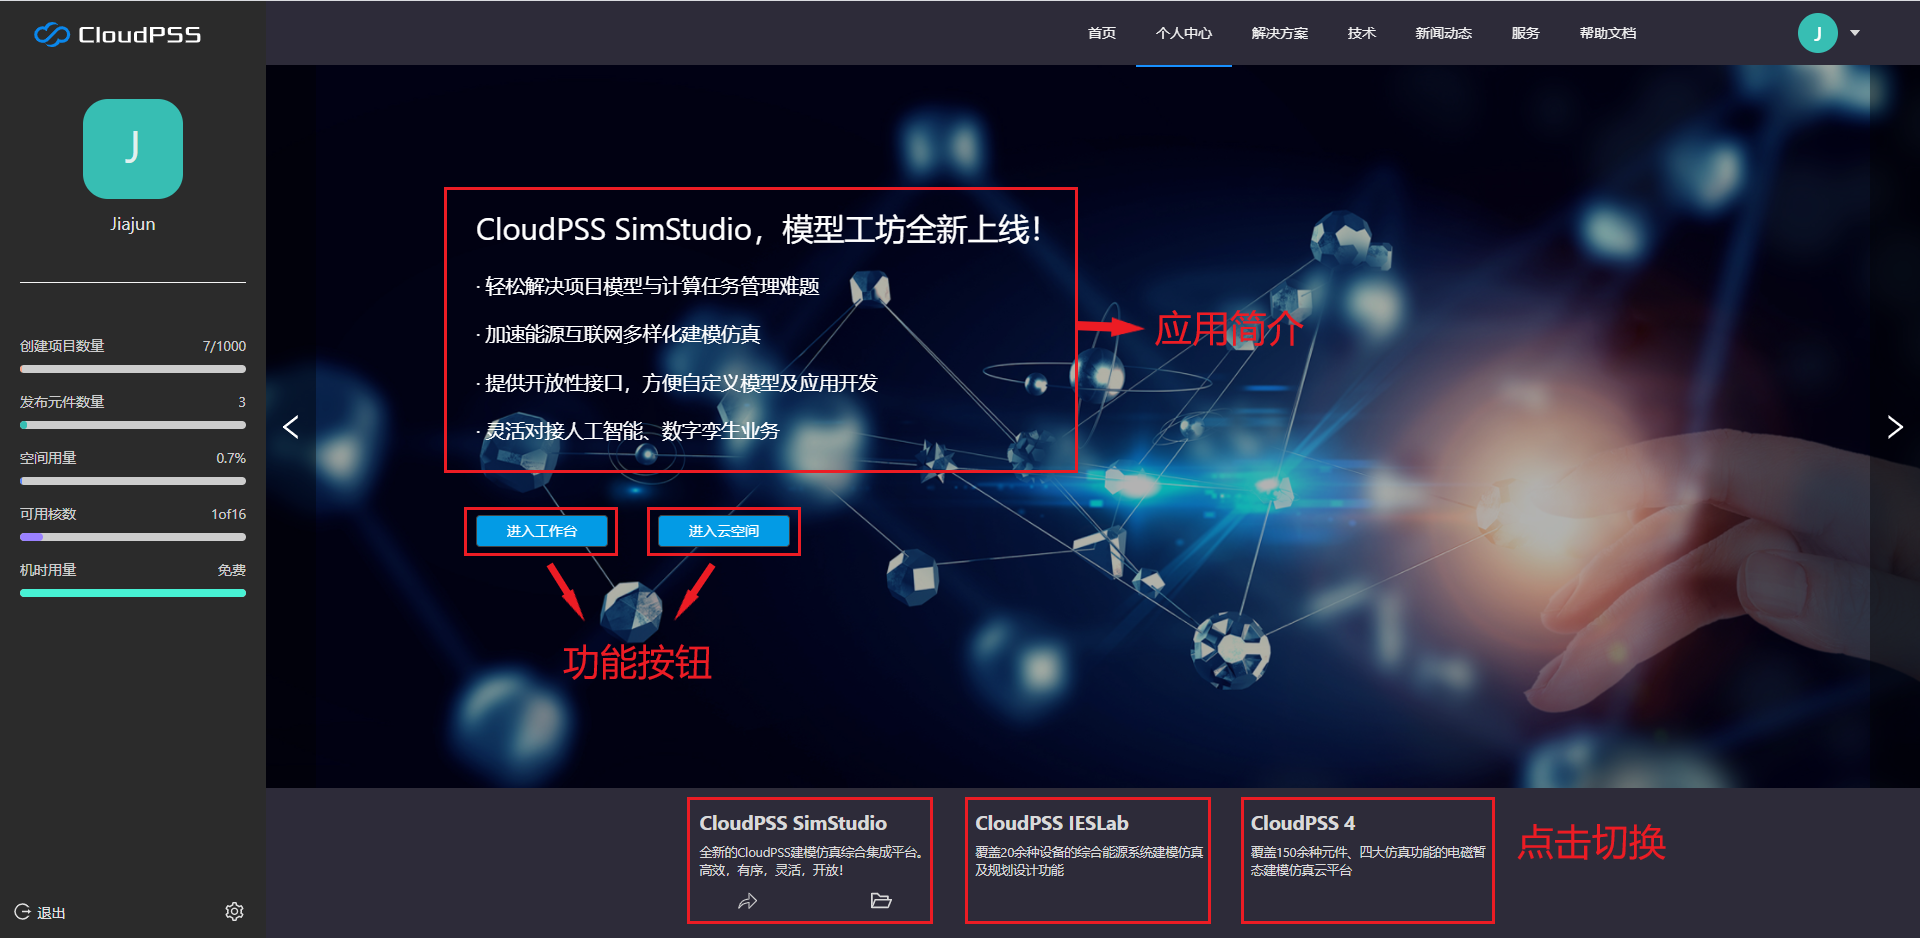 CloudPSS
首页
个人中心
解决方案
技术
新闻动态
服务
帮助文档
J
J
Jiajun
创建项目数量 7/1000
发布元件数量 3
空间用量 0.7%
可用核数 1of16
机时用量 免费
退出
CloudPSS SimStudio，模型工坊全新上线！
· 轻松解决项目模型与计算任务管理难题
· 加速能源互联网多样化建模仿真
· 提供开放性接口，方便自定义模型及应用开发
· 灵活对接人工智能、数字孪生业务
应用简介
进入工作台
进入云空间
功能按钮
CloudPSS SimStudio
全新的CloudPSS建模仿真综合集成平台。
高效，有序，灵活，开放！
CloudPSS IESLab
覆盖20余种设备的综合能源系统建模仿真
及规划设计功能
CloudPSS 4
覆盖150余种元件、四大仿真功能的电磁暂
态建模仿真云平台
点击切换